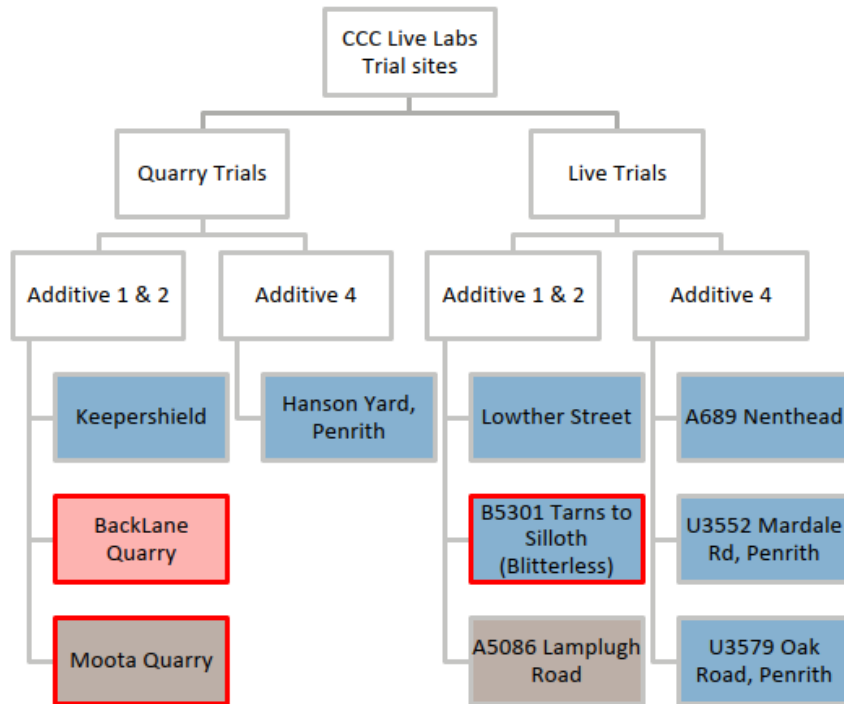 CCC Live Labs
Trial sites
Quarry Trials
Live Trials
Additive 1 & 2
Additive 4
Additive 1 & 2
Additive 4
Keepershield
Hanson Yard,
Penrith
Lowther Street
A689 Nenthead
BackLane
Quarry
B5301 Tarns to
Silloth
(Blitterless)
U3552 Mardale
Rd, Penrith
Moota Quarry
A5086 Lamplugh
Road
U3579 Oak
Road, Penrith